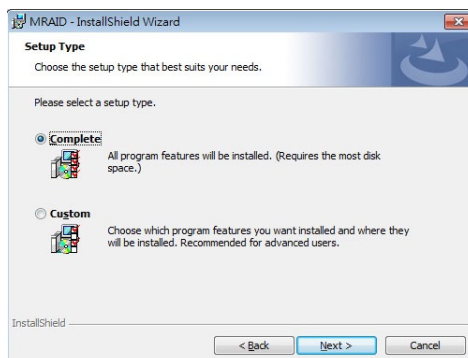 MRAID - InstallShield Wizard
Setup Type
Choose the setup type that best suits your needs.
Please select a setup type.
Complete
All program features will be installed. (Requires the most disk
space.)
Custom
Choose which program features you want installed and where they
will be installed. Recommended for advanced users.
InstallShield
< Back
Next >
Cancel